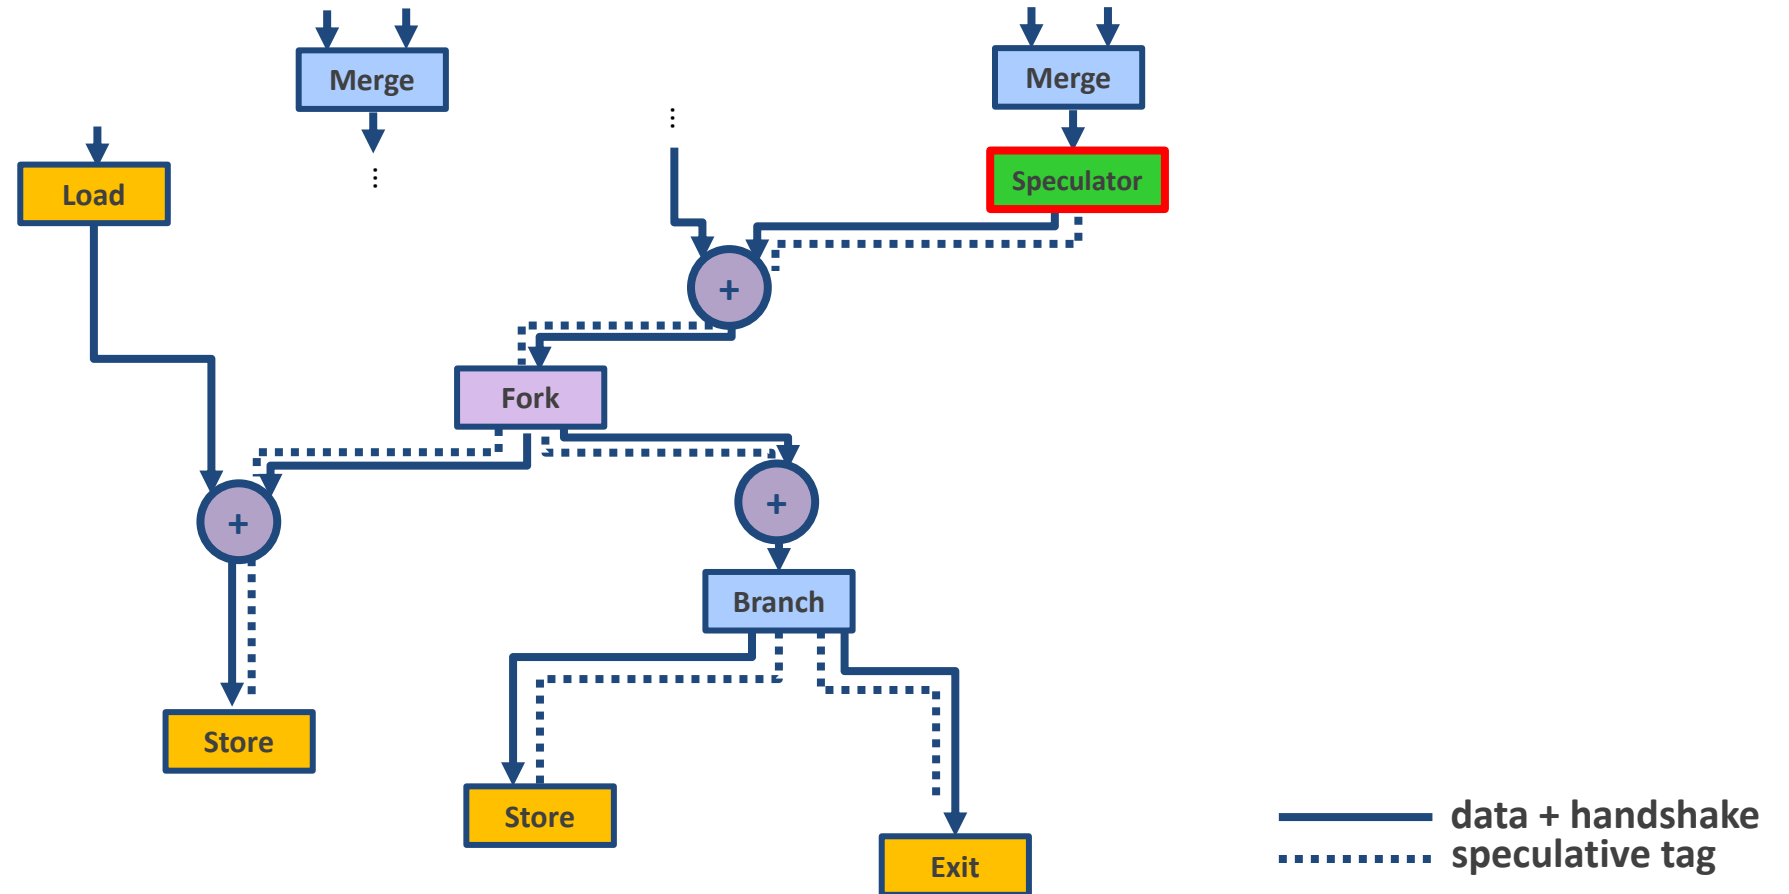 Merge
Merge
⋮
Speculator
⋮
Load
+
Fork
+
+
Branch
Store
Store
Exit
data + handshake
speculative tag